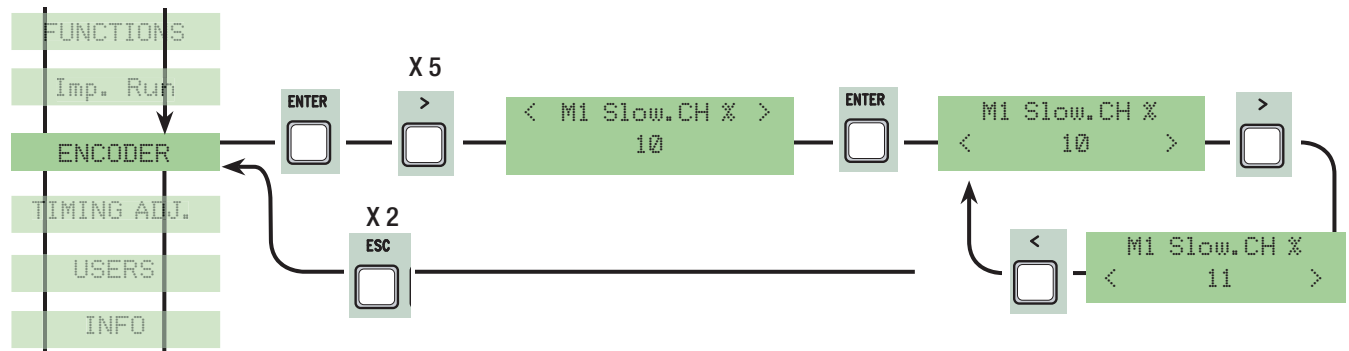 FUNCTIONS
Imp. Run
ENCODER
TIMING ADJ.
USERS
INFO
ENTER
X 5
>
< M1 Slow.CH % >
10
ENTER
M1 Slow.CH %
< 10 >
>
M1 Slow.CH %
< 11 >
<
X 2
ESC